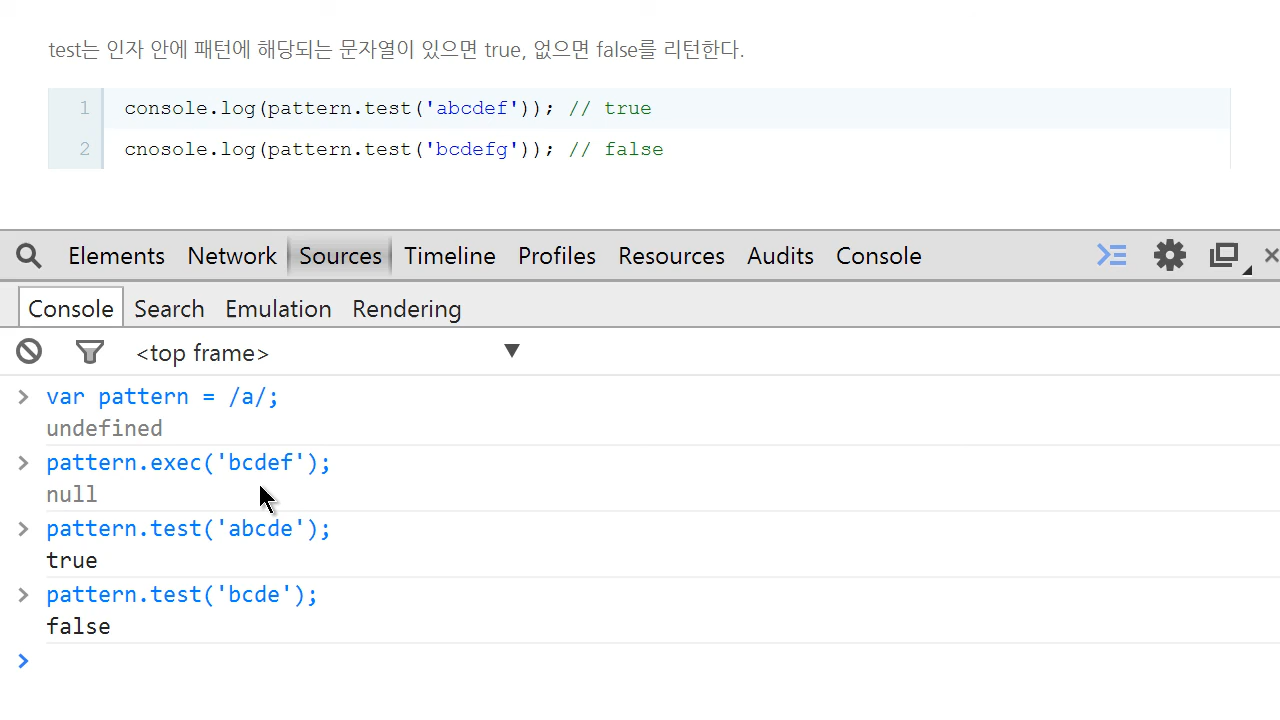 test는 인자 안에 패턴에 해당되는 문자열이 있으면 true, 없으면 false를 리턴한다.
1 console.log(pattern.test('abcdef')); // true
2 cnosole.log(pattern.test('bcdefg')); // false
Elements Network Sources Timeline Profiles Resources Audits Console
Console Search Emulation Rendering
<top frame>
> var pattern = /a/;
undefined
> pattern.exec('bcdef');
null
> pattern.test('abcde');
true
> pattern.test('bcde');
false
>